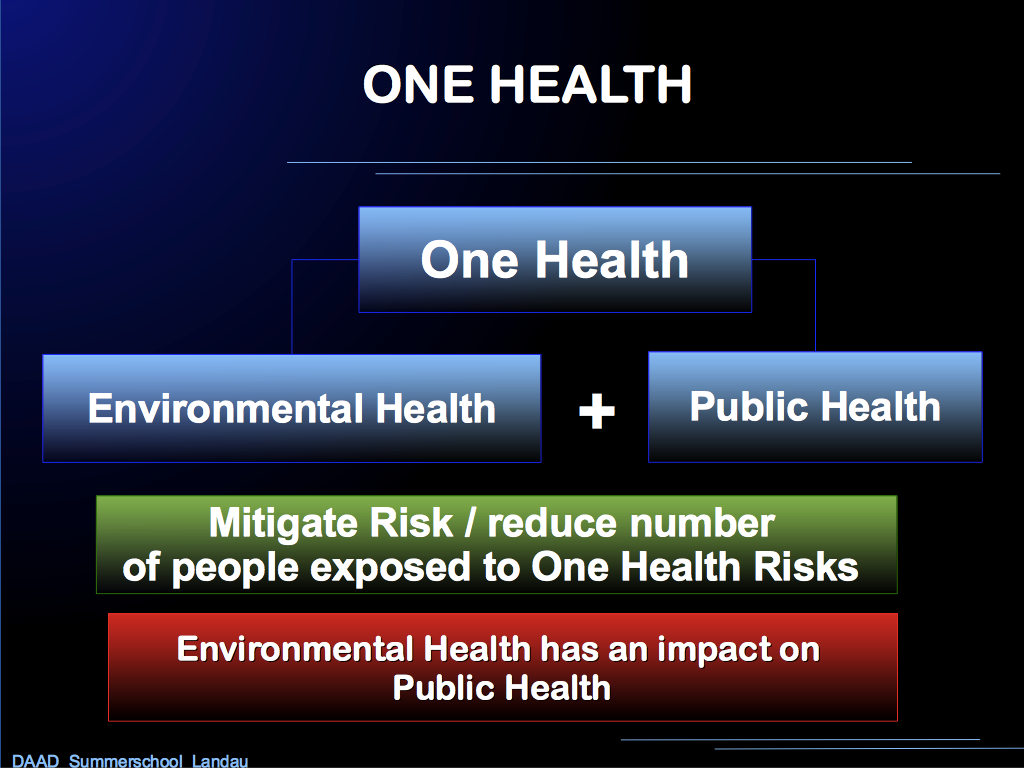 ONE HEALTH
One Health
Environmental Health
+
Public Health
Mitigate Risk / reduce number
of people exposed to One Health Risks
Environmental Health has an impact on
Public Health
DAAD Summerschool Landau